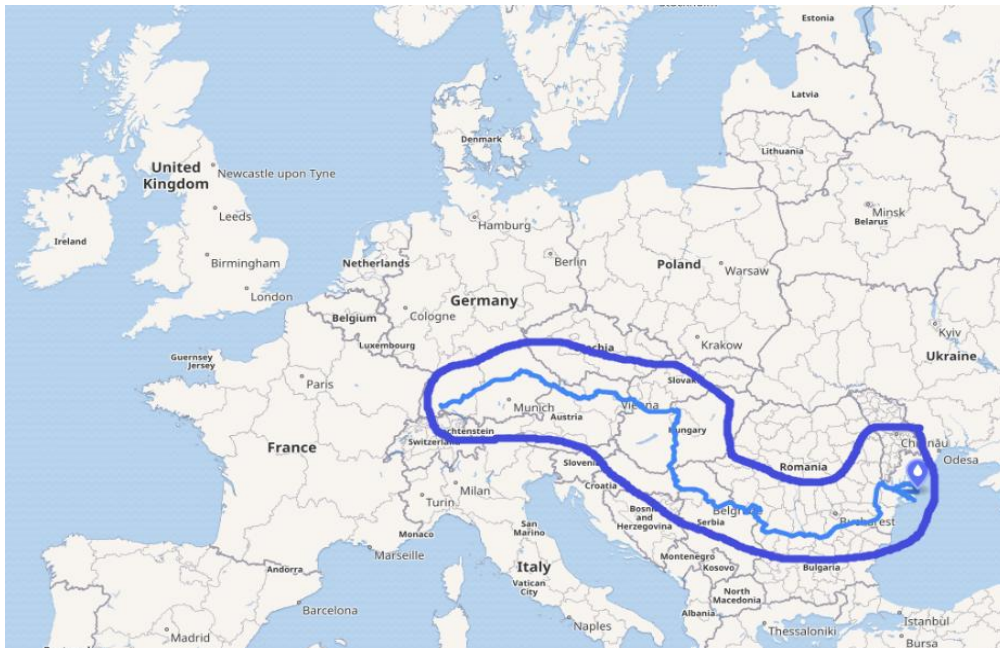 Estonia
Latvia
Denmark
Lithuania
United
Kingdom
Newcastle upon Tyne
Minsk
Belarus
Leeds
Hamburg
Ireland
Birmingham
Netherlands
Berlin
Poland
Warsaw
London
Germany
Belgium
Cologne
Kyiv
Luxembourg
Krakow
Ukraine
Guernsey
Jersey
Paris
Munich
Vienna
Austria
Hungary
France
Switzerland
Odesa
Slovenia
Romania
Milan
Croatia
Turin
Bosnia
and
Herzegovina
Belgrade
Serbia
Bucharest
San
Marino
Monaco
Marseille
Montenegro
Kosovo
Bulgaria
Andorra
Italy
Vatican
City
North
Macedonia
Barcelona
Albania
Istanbul
Madrid
Naples
Thessaloniki
Bursa